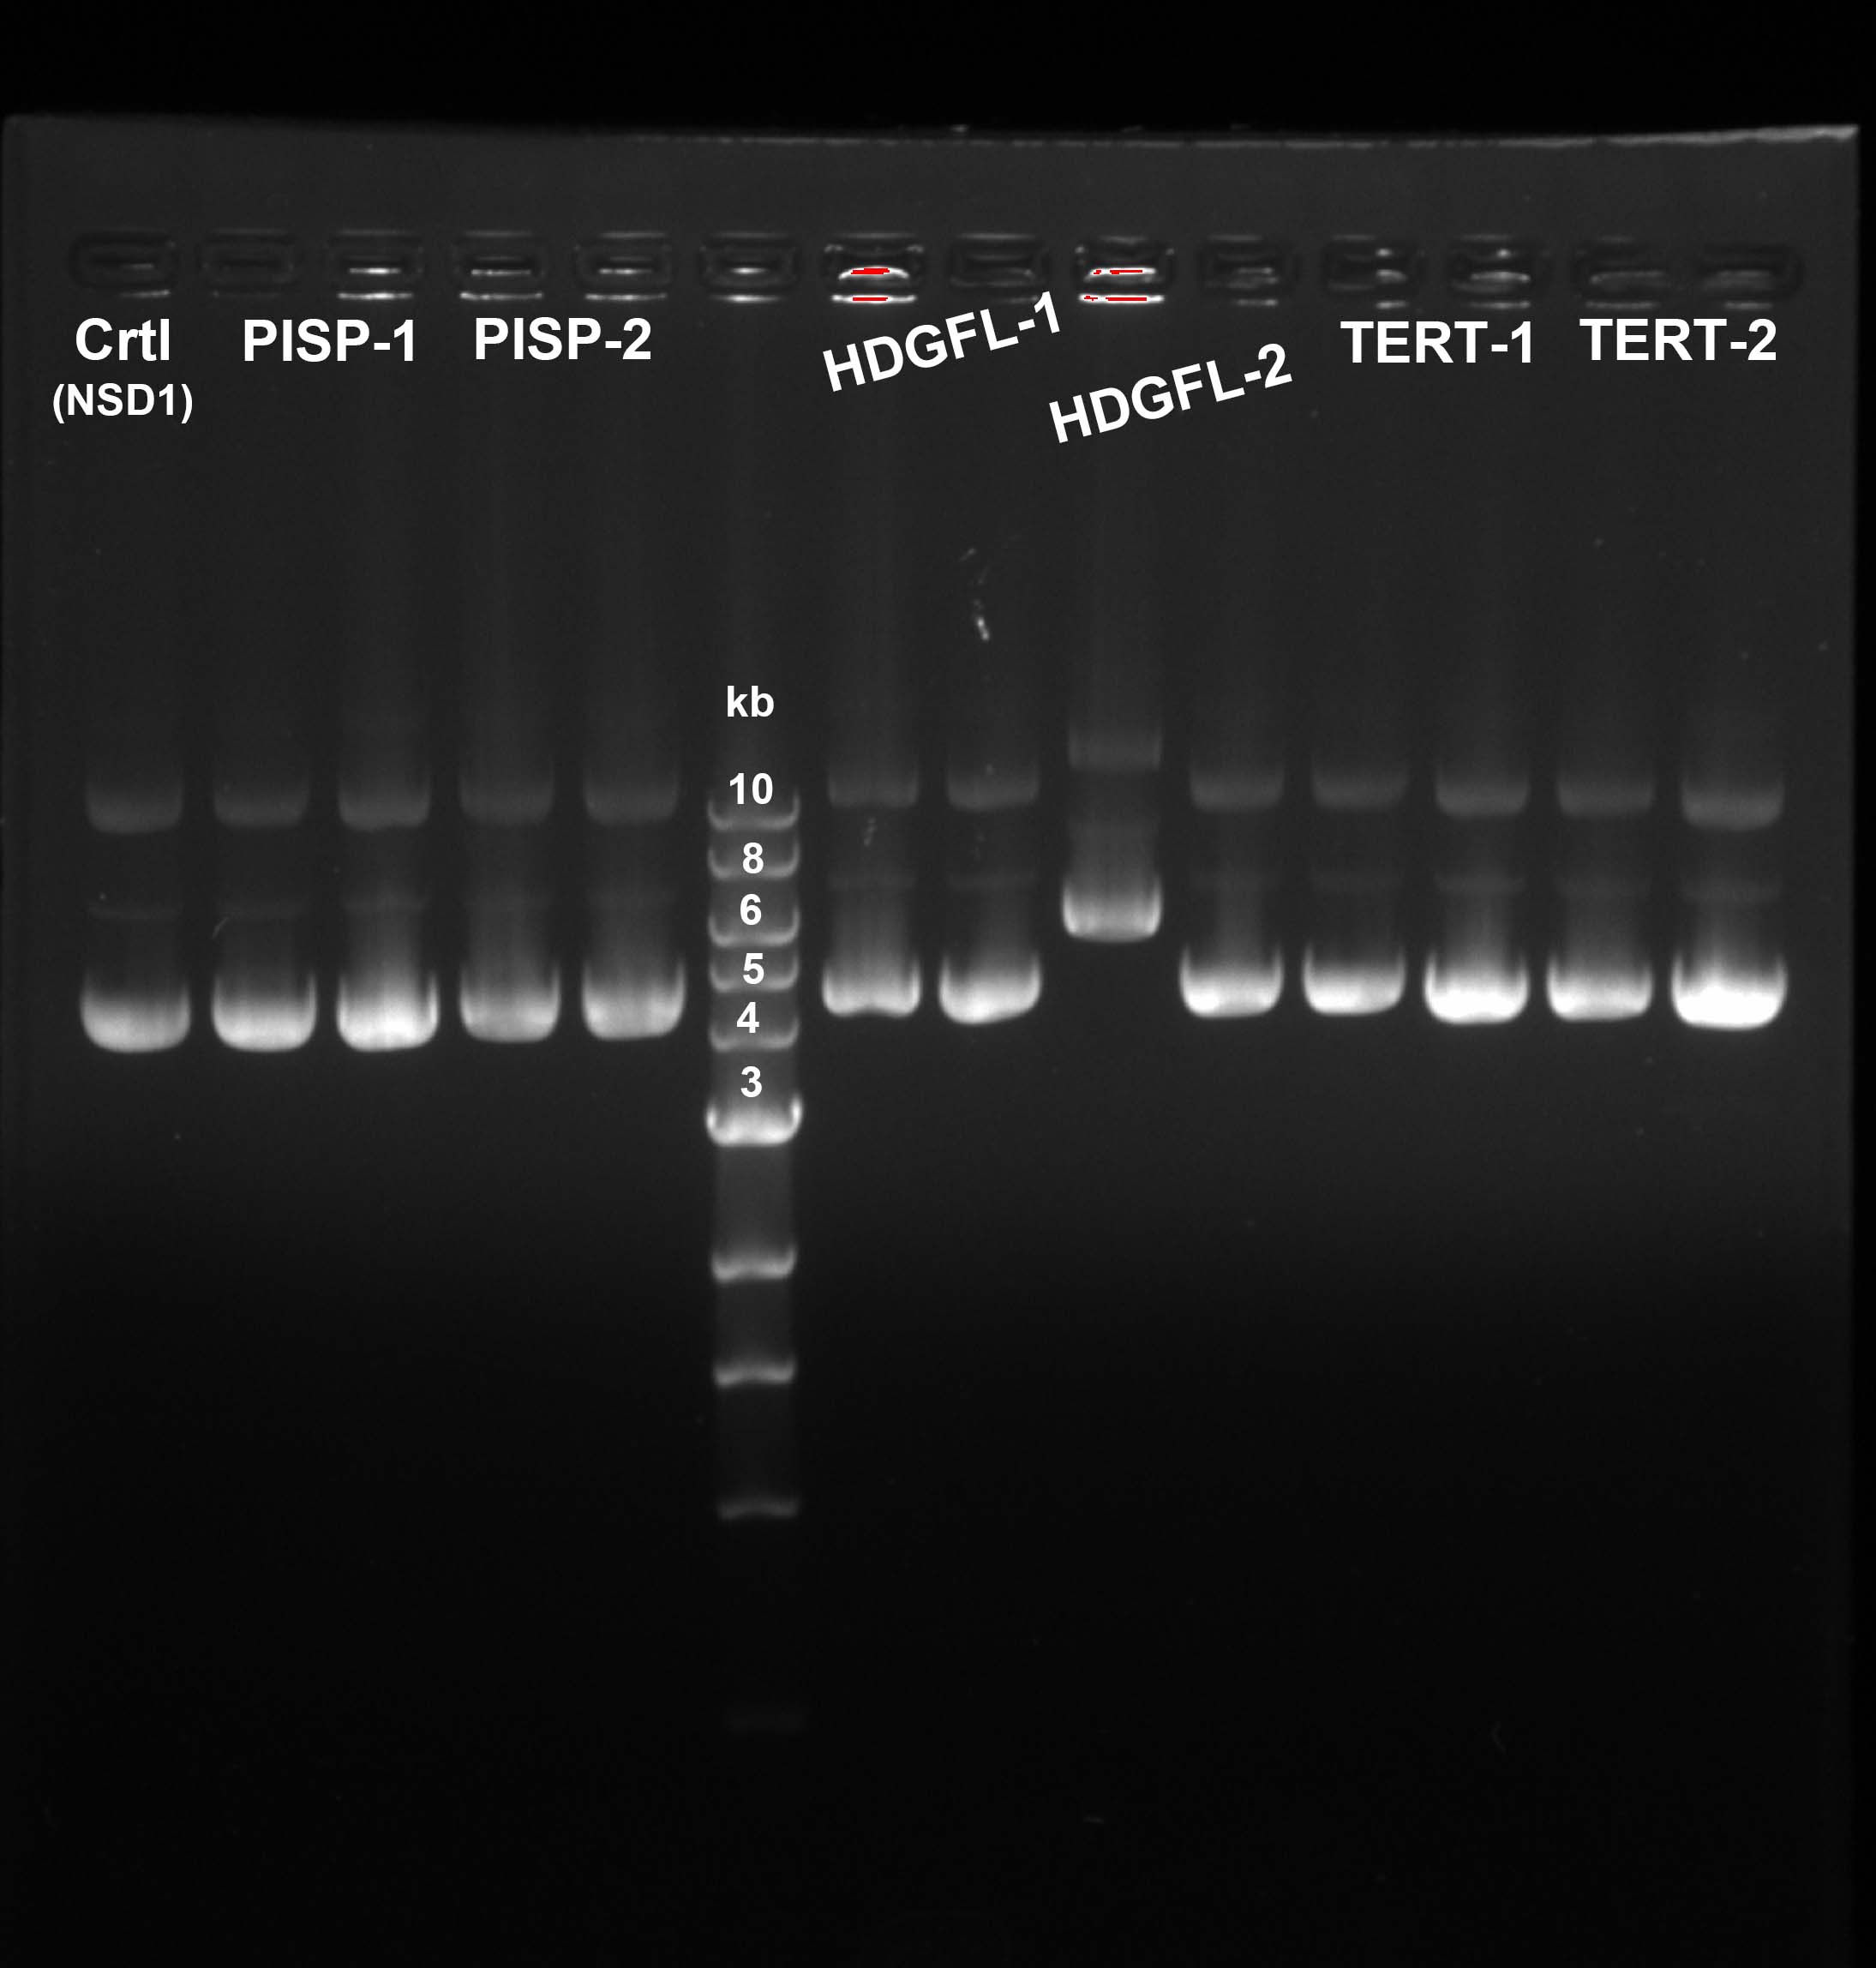 Crtl
(NSD1)
PISP-1
PISP-2
HDGFL-1
HDGFL-2
TERT-1
TERT-2
kb
10
8
6
5
4
3